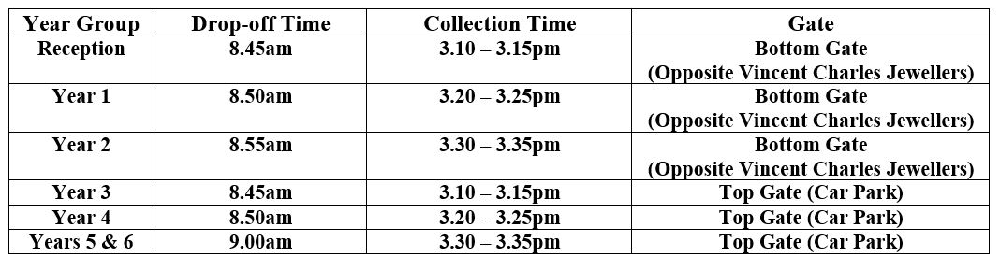 Year Group Drop-off Time Collection Time Gate
Reception 8.45am 3.10 – 3.15pm Bottom Gate
(Opposite Vincent Charles Jewellers)
Year 1 8.50am 3.20 – 3.25pm Bottom Gate
(Opposite Vincent Charles Jewellers)
Year 2 8.55am 3.30 – 3.35pm Bottom Gate
(Opposite Vincent Charles Jewellers)
Year 3 8.45am 3.10 – 3.15pm Top Gate (Car Park)
Year 4 8.50am 3.20 – 3.25pm Top Gate (Car Park)
Years 5 & 6 9.00am 3.30 – 3.35pm Top Gate (Car Park)